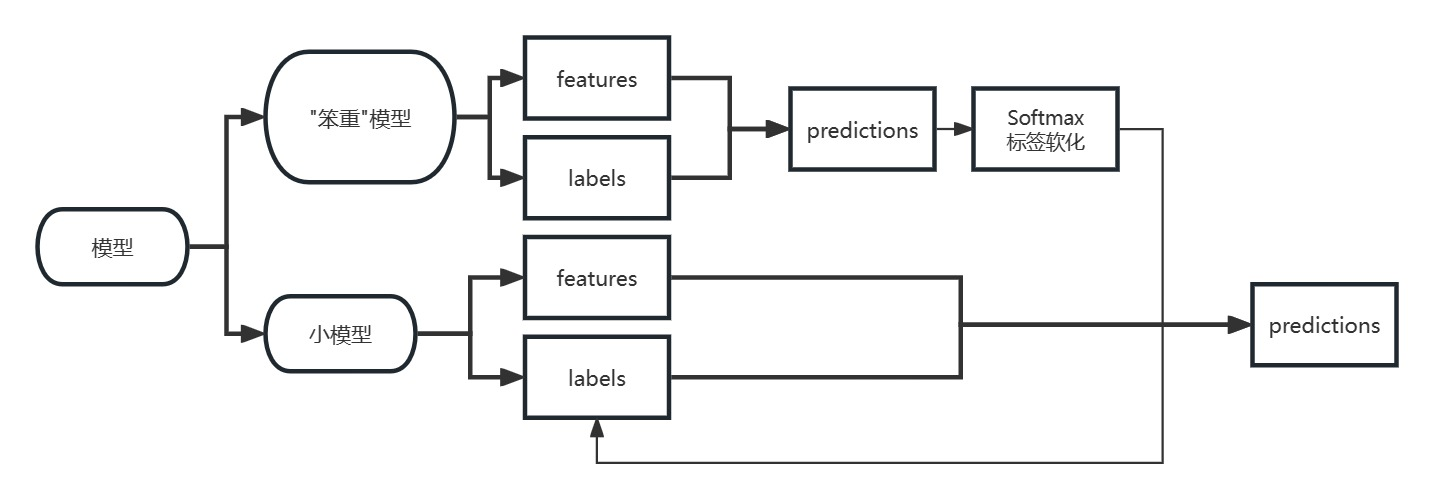 模型
"笨重"模型
features
labels
predictions
Softmax
标签软化
小模型
features
labels
predictions